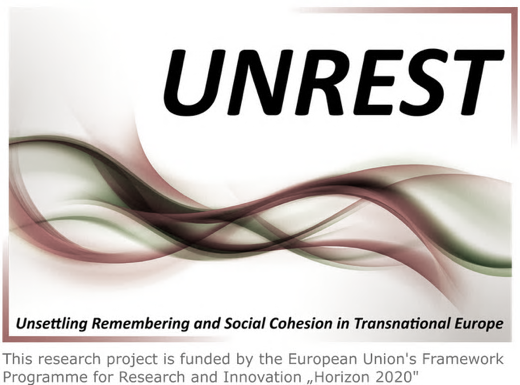 UNREST
Unsettling Remembering and Social Cohesion in Transnational Europe
This research project is funded by the European Union's Framework
Programme for Research and Innovation „Horizon 2020"